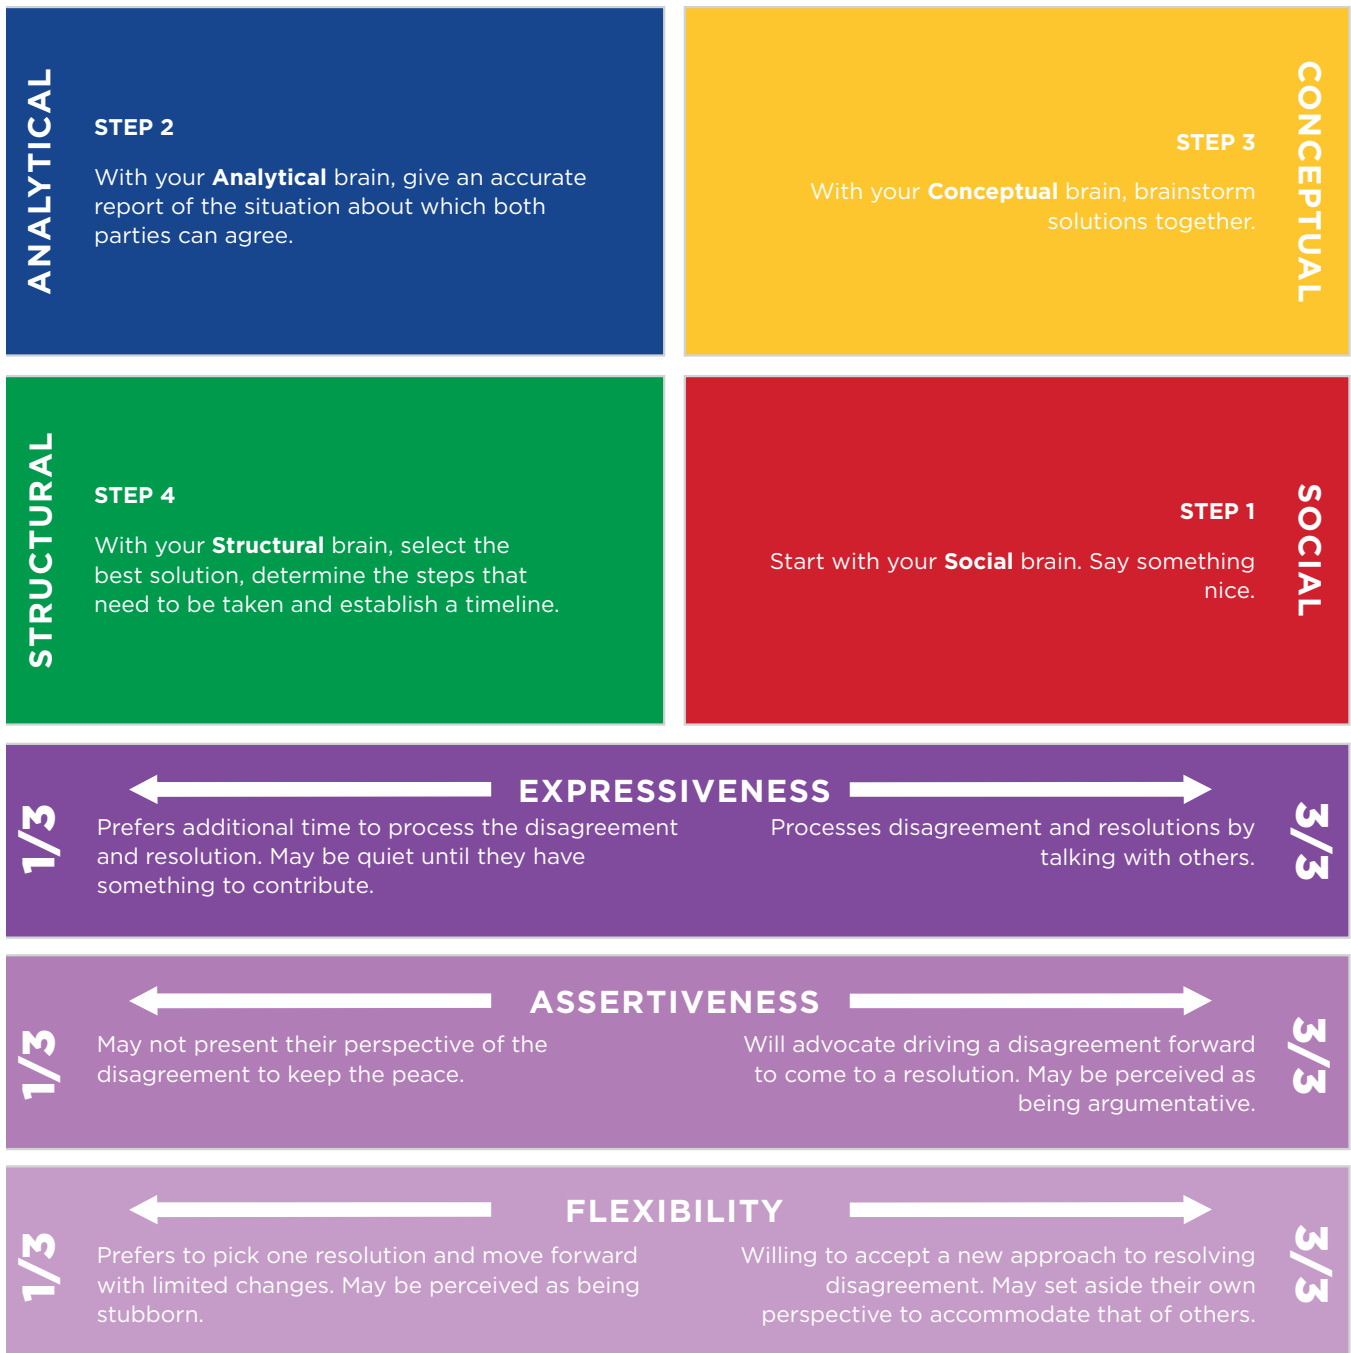 ANALYTICAL
STEP 2
With your Analytical brain, give an accurate
report of the situation about which both
parties can agree.
CONCEPTUAL
STEP 3
With your Conceptual brain, brainstorm
solutions together.
STRUCTURAL
STEP 4
With your Structural brain, select the
best solution, determine the steps that
need to be taken and establish a timeline.
SOCIAL
STEP 1
Start with your Social brain. Say something
nice.
EXPRESSIVENESS
1/3
Prefers additional time to process the disagreement
and resolution. May be quiet until they have
something to contribute.
Processes disagreement and resolutions by
talking with others.
3/3
ASSERTIVENESS
1/3
May not present their perspective of the
disagreement to keep the peace.
Will advocate driving a disagreement forward
to come to a resolution. May be perceived as
being argumentative.
3/3
FLEXIBILITY
1/3
Prefers to pick one resolution and move forward
with limited changes. May be perceived as being
stubborn.
Willing to accept a new approach to resolving
disagreement. May set aside their own
perspective to accommodate that of others.
3/3